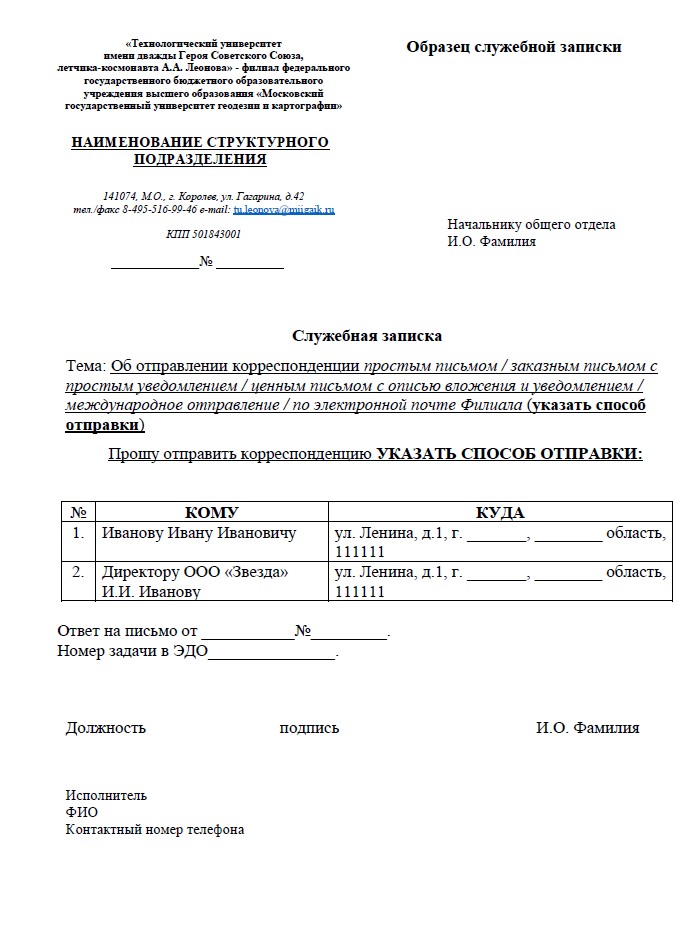 «Технологический университет
имени дважды Героя Советского Союза,
летчика-космонавта А.А. Леонова» - филиал федерального
государственного бюджетного образовательного
учреждения высшего образования «Московский
государственный университет геодезии и картографии»
Образец служебной записки
НАИМЕНОВАНИЕ СТРУКТУРНОГО
ПОДРАЗДЕЛЕНИЯ
141074, М.О., г. Королев, ул. Гагарина, д.42
тел./факс 8-495-516-99-46 e-mail: tu.leonova@miigaik.ru
КПП 501843001
____________№ _________
Начальнику общего отдела
И.О. Фамилия
Служебная записка
Тема: Об отправлении корреспонденции простым письмом / заказным письмом с
простым уведомлением / ценным письмом с описью вложения и уведомлением /
международное отправление / по электронной почте Филиала (указать способ
отправки)
Прошу отправить корреспонденцию УКАЗАТЬ СПОСОБ ОТПРАВКИ:
№ КОМУ КУДА
1. Иванову Ивану Ивановичу ул. Ленина, д.1, г. _______, ________ область,
111111
2. Директору ООО «Звезда» ул. Ленина, д.1, г. _______, ________ область,
И.И. Иванову 111111
Ответ на письмо от ___________№_________.
Номер задачи в ЭДО_______________.
Должность подпись И.О. Фамилия
Исполнитель
ФИО
Контактный номер телефона